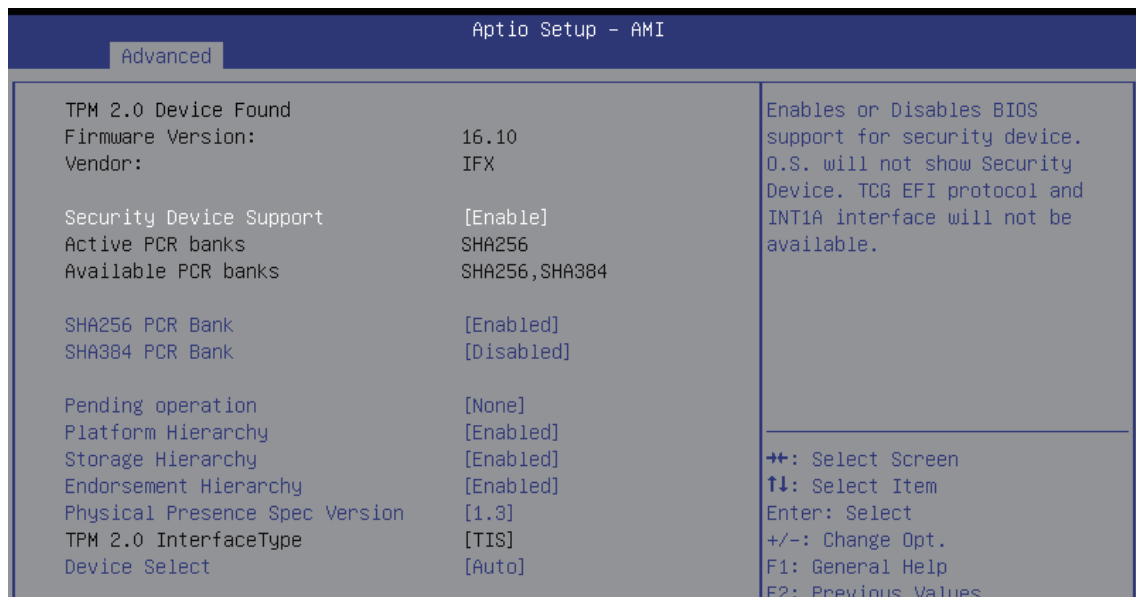 Aptio Setup – AMI
Advanced
TPM 2.0 Device Found
Firmware Version: 16.10
Vendor: IFX
Security Device Support [Enable]
Active PCR banks SHA256
Available PCR banks SHA256,SHA384
SHA256 PCR Bank [Enabled]
SHA384 PCR Bank [Disabled]
Pending operation [None]
Platform Hierarchy [Enabled]
Storage Hierarchy [Enabled]
Endorsement Hierarchy [Enabled]
Physical Presence Spec Version [1.3]
TPM 2.0 InterfaceType [TIS]
Device Select [Auto]
Enables or Disables BIOS
support for security device.
O.S. will not show Security
Device. TCG EFI protocol and
INT1A interface will not be
available.
→←: Select Screen
↑↓: Select Item
Enter: Select
+/-: Change Opt.
F1: General Help
F2: Previous Values